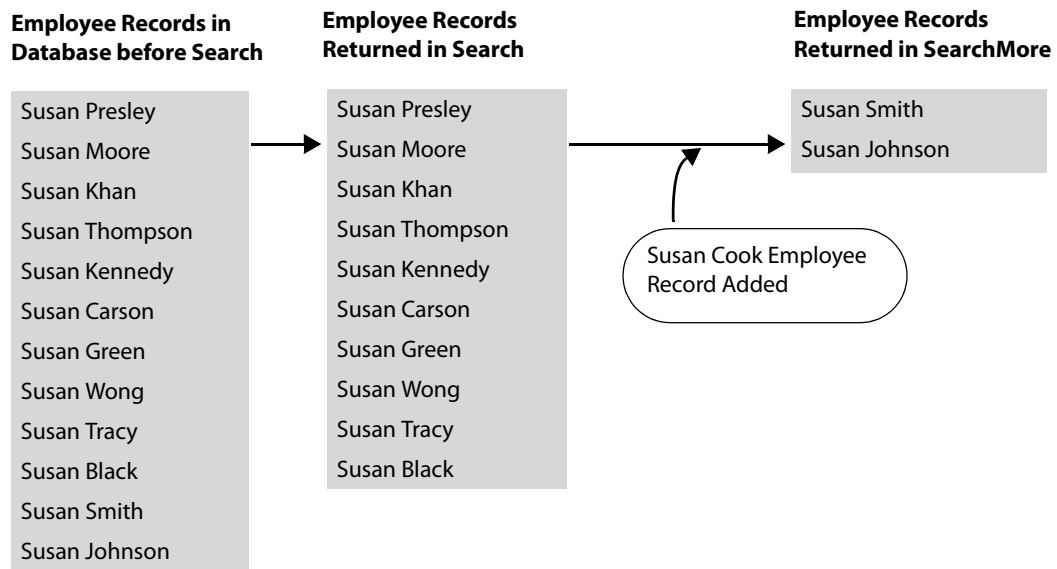 Employee Records in
Database before Search
Susan Presley
Susan Moore
Susan Khan
Susan Thompson
Susan Kennedy
Susan Carson
Susan Green
Susan Wong
Susan Tracy
Susan Black
Susan Smith
Susan Johnson
Employee Records
Returned in Search
Susan Presley
Susan Moore
Susan Khan
Susan Thompson
Susan Kennedy
Susan Carson
Susan Green
Susan Wong
Susan Tracy
Susan Black
Susan Cook Employee
Record Added
Employee Records
Returned in SearchMore
Susan Smith
Susan Johnson